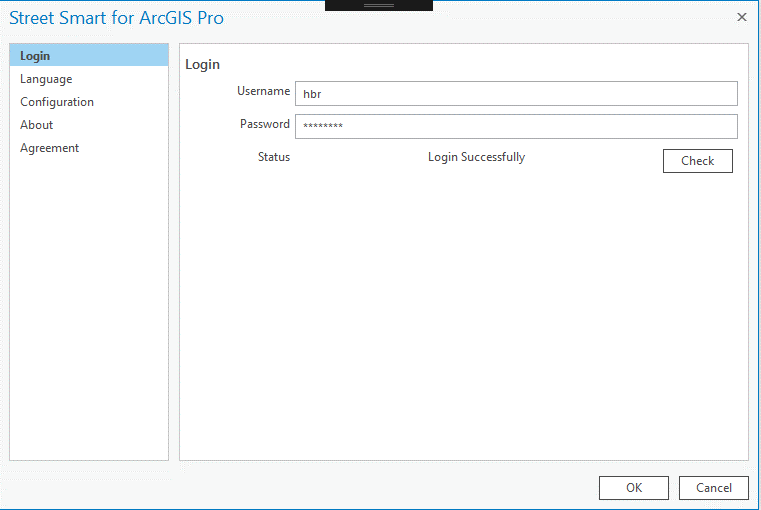 Street Smart for ArcGIS Pro
Login
Language
Configuration
About
Agreement
Login
Username hbr
Password ********
Status Login Successfully Check
OK Cancel